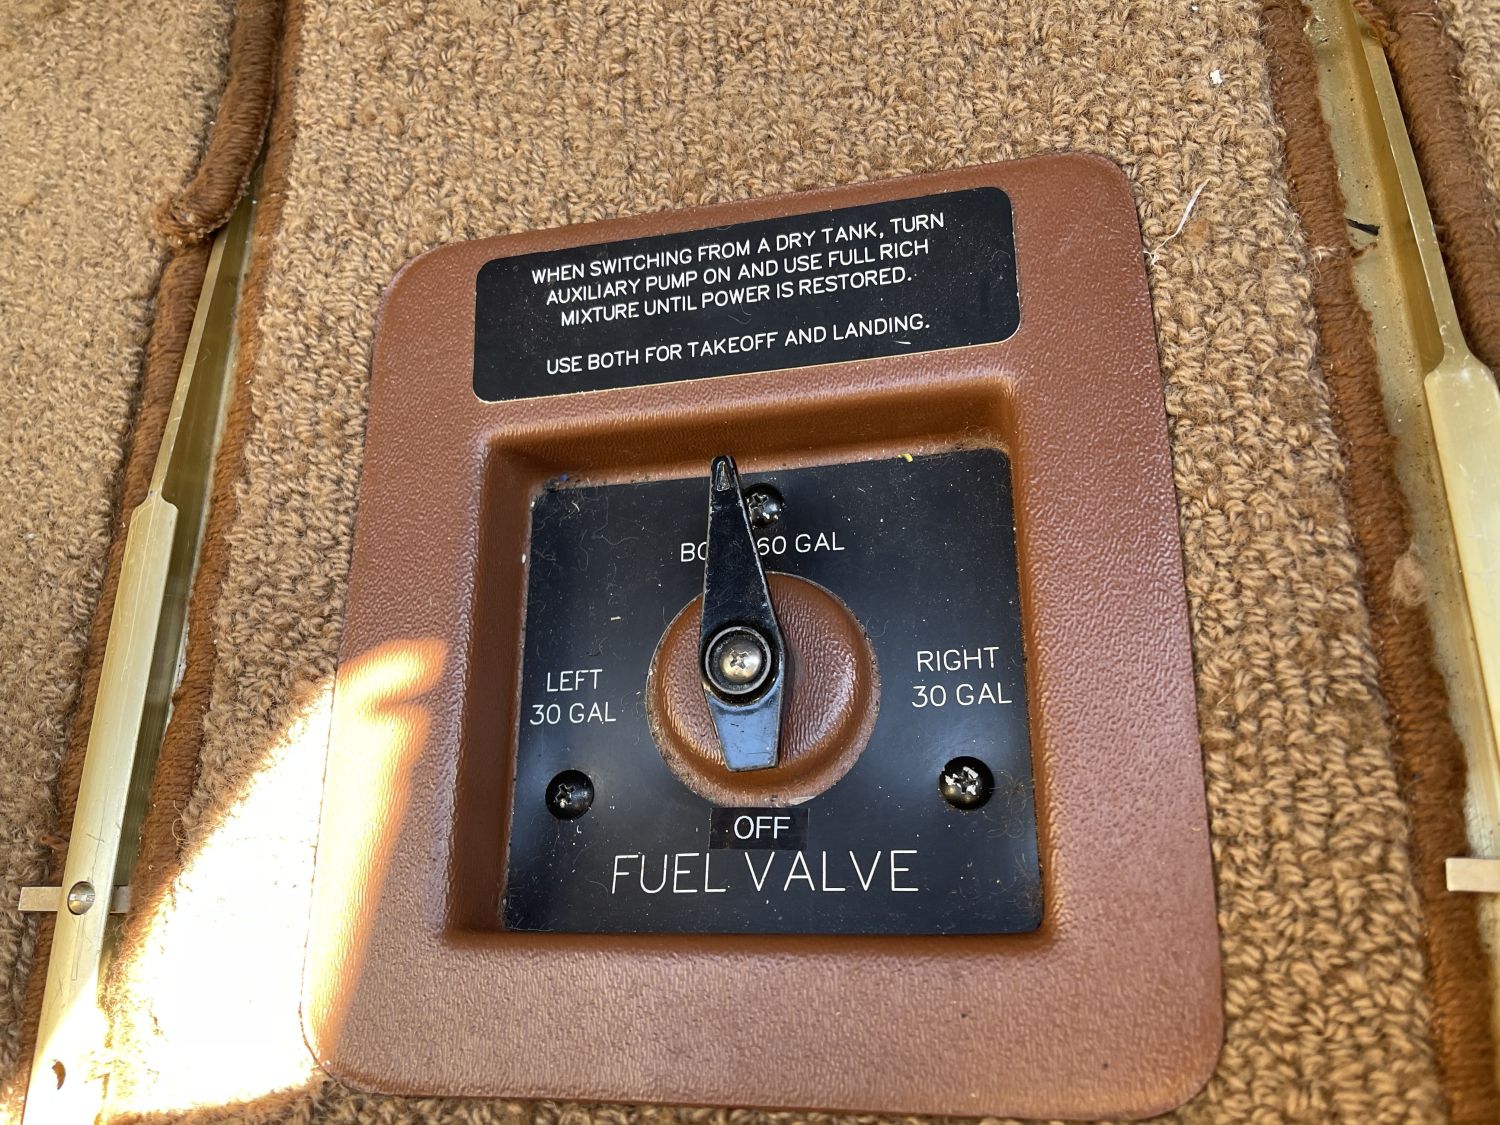 WHEN SWITCHING FROM A DRY TANK, TURN
AUXILIARY PUMP ON AND USE FULL RICH
MIXTURE UNTIL POWER IS RESTORED.
USE BOTH FOR TAKEOFF AND LANDING.
60 GAL
LEFT
30 GAL
RIGHT
30 GAL
OFF
FUEL VALVE